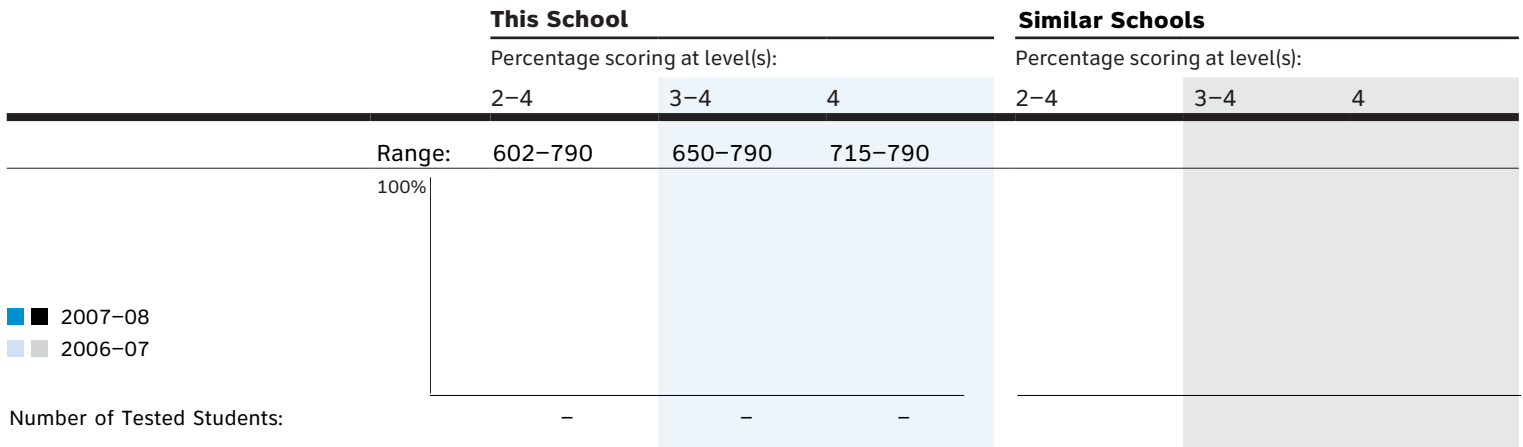 This School Similar Schools
Percentage scoring at level(s): Percentage scoring at level(s):
2–4 3–4 4 2–4 3–4 4
Range: 602–790 650–790 715–790
100%
2007–08
2006–07
Number of Tested Students: – – –